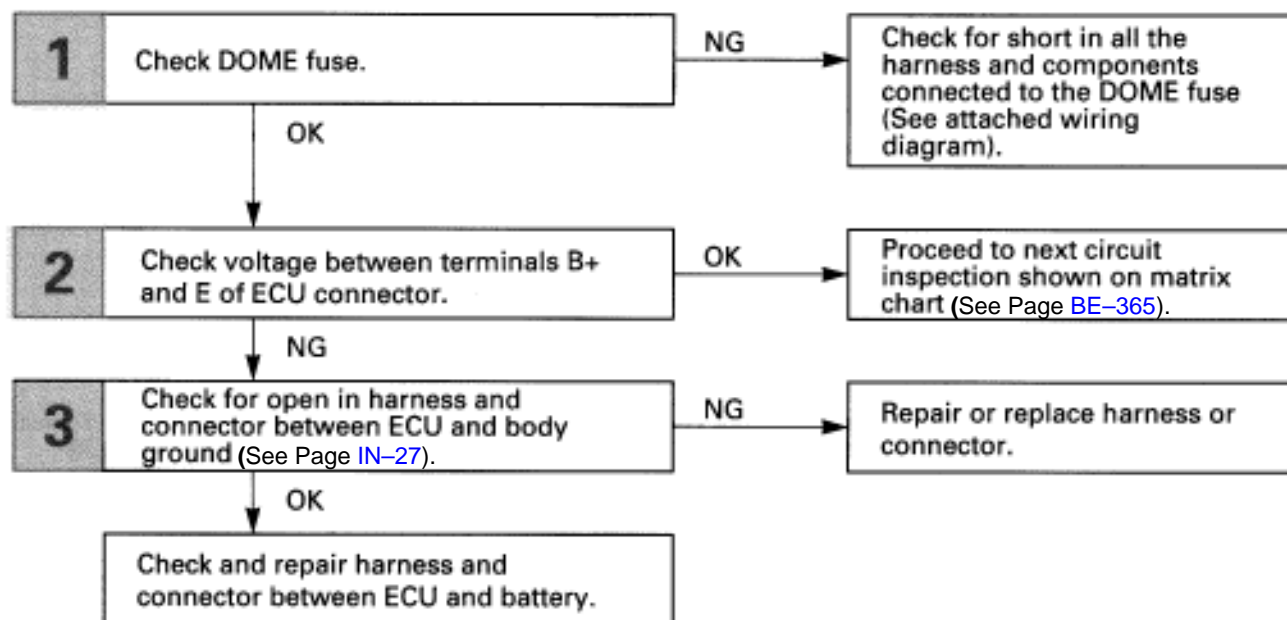 1
Check DOME fuse.
NG
Check for short in all the
harness and components
connected to the DOME fuse
(See attached wiring
diagram).
OK
2
Check voltage between terminals B+
and E of ECU connector.
OK
Proceed to next circuit
inspection shown on matrix
chart (See Page BE–365).
NG
3
Check for open in harness and
connector between ECU and body
ground (See Page IN–27).
NG
Repair or replace harness or
connector.
OK
Check and repair harness and
connector between ECU and battery.